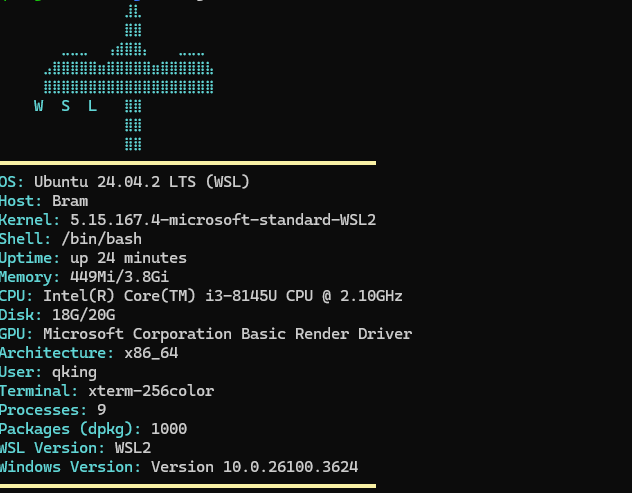 W S L
OS: Ubuntu 24.04.2 LTS (WSL)
Host: Bram
Kernel: 5.15.167.4-microsoft-standard-WSL2
Shell: /bin/bash
Uptime: up 24 minutes
Memory: 449Mi/3.8Gi
CPU: Intel(R) Core(TM) i3-8145U CPU @ 2.10GHz
Disk: 18G/20G
GPU: Microsoft Corporation Basic Render Driver
Architecture: x86_64
User: qking
Terminal: xterm-256color
Processes: 9
Packages (dpkg): 1000
WSL Version: WSL2
Windows Version: Version 10.0.26100.3624